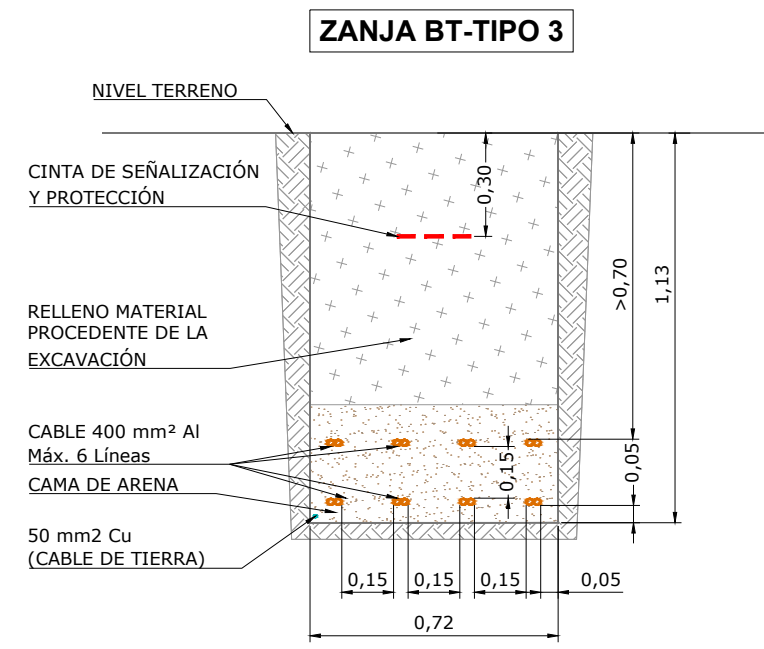 ZANJA BT-TIPO 3
NIVEL TERRENO
CINTA DE SEÑALIZACIÓN
Y PROTECCIÓN
RELLENO MATERIAL
PROCEDENTE DE LA
EXCAVACIÓN
CABLE 400 mm² Al
Máx. 6 Líneas
CAMA DE ARENA
50 mm2 Cu
(CABLE DE TIERRA)
0,30
>0,70
1,13
0,15
0,05
0,15
0,15
0,15
0,05
0,72